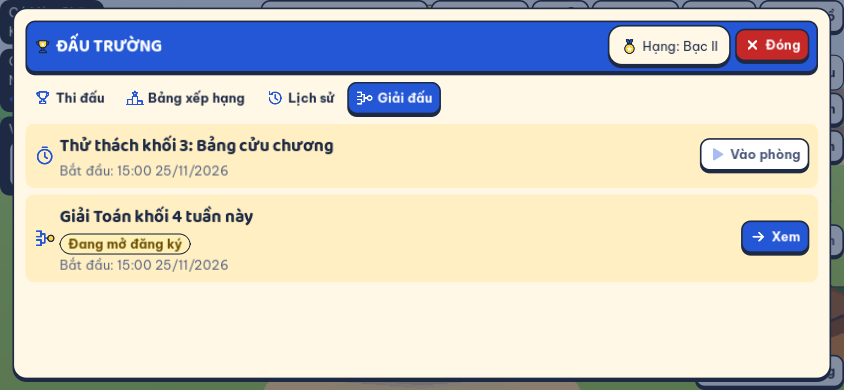 ĐẤU TRƯỜNG
Hạng: Bạc II
Đóng
Thi đấu
Bảng xếp hạng
Lịch sử
Giải đấu
Thử thách khối 3: Bảng cửu chương
Bắt đầu: 15:00 25/11/2026
Vào phòng
Giải Toán khối 4 tuần này
Đang mở đăng ký
Bắt đầu: 15:00 25/11/2026
Xem